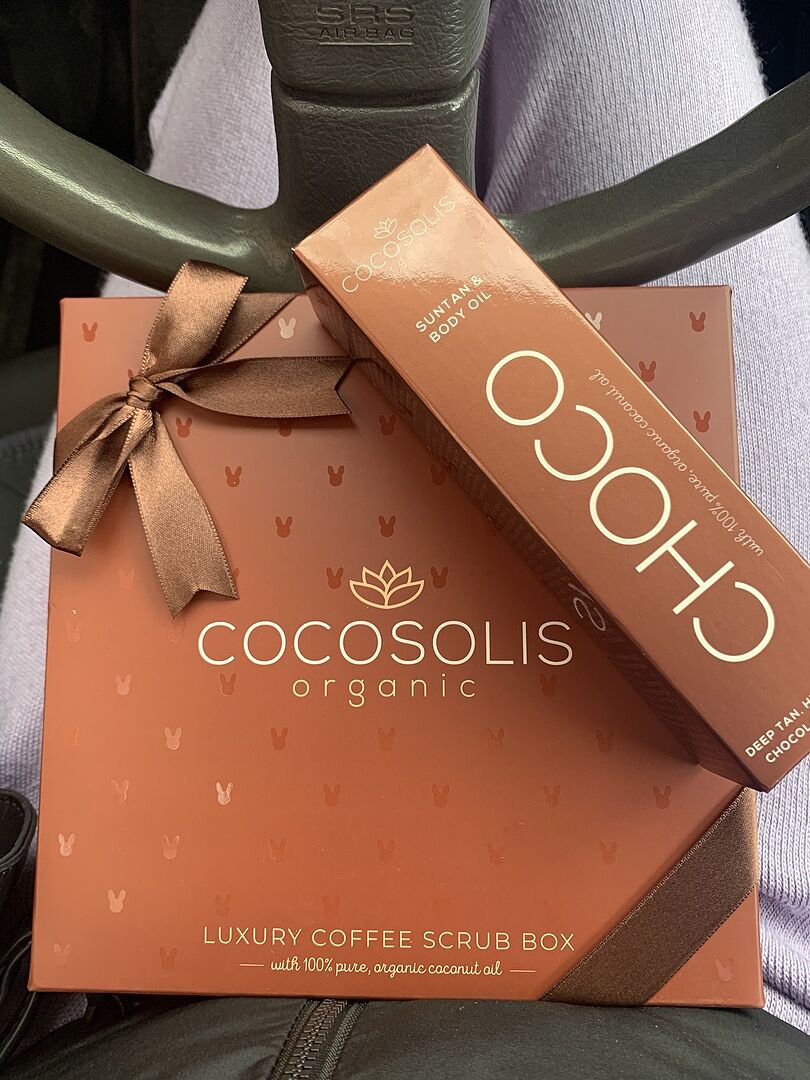 SRS
AIRBAG
COCOSOLIS
SUNTAN &
BODY OIL
CHOCO
with 100% pure, organic coconut oil
DEEP TAN, H
CHOCOL
COCOSOLIS
organic
LUXURY COFFEE SCRUB BOX
with 100% pure, organic coconut oil